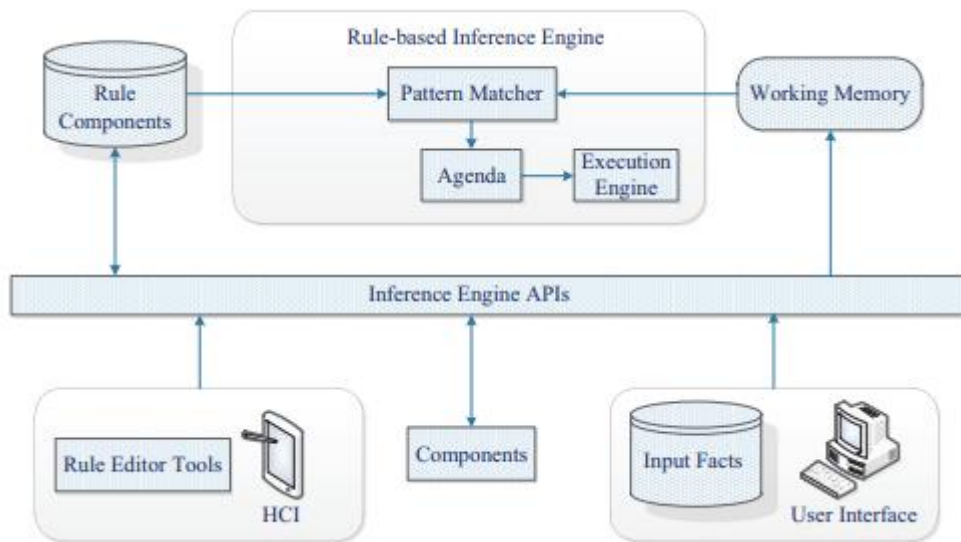 Rule-based Inference Engine
Rule
Components
Pattern Matcher
Working Memory
Agenda
Execution
Engine
Inference Engine APIs
Rule Editor Tools
HCI
Components
Input Facts
User Interface